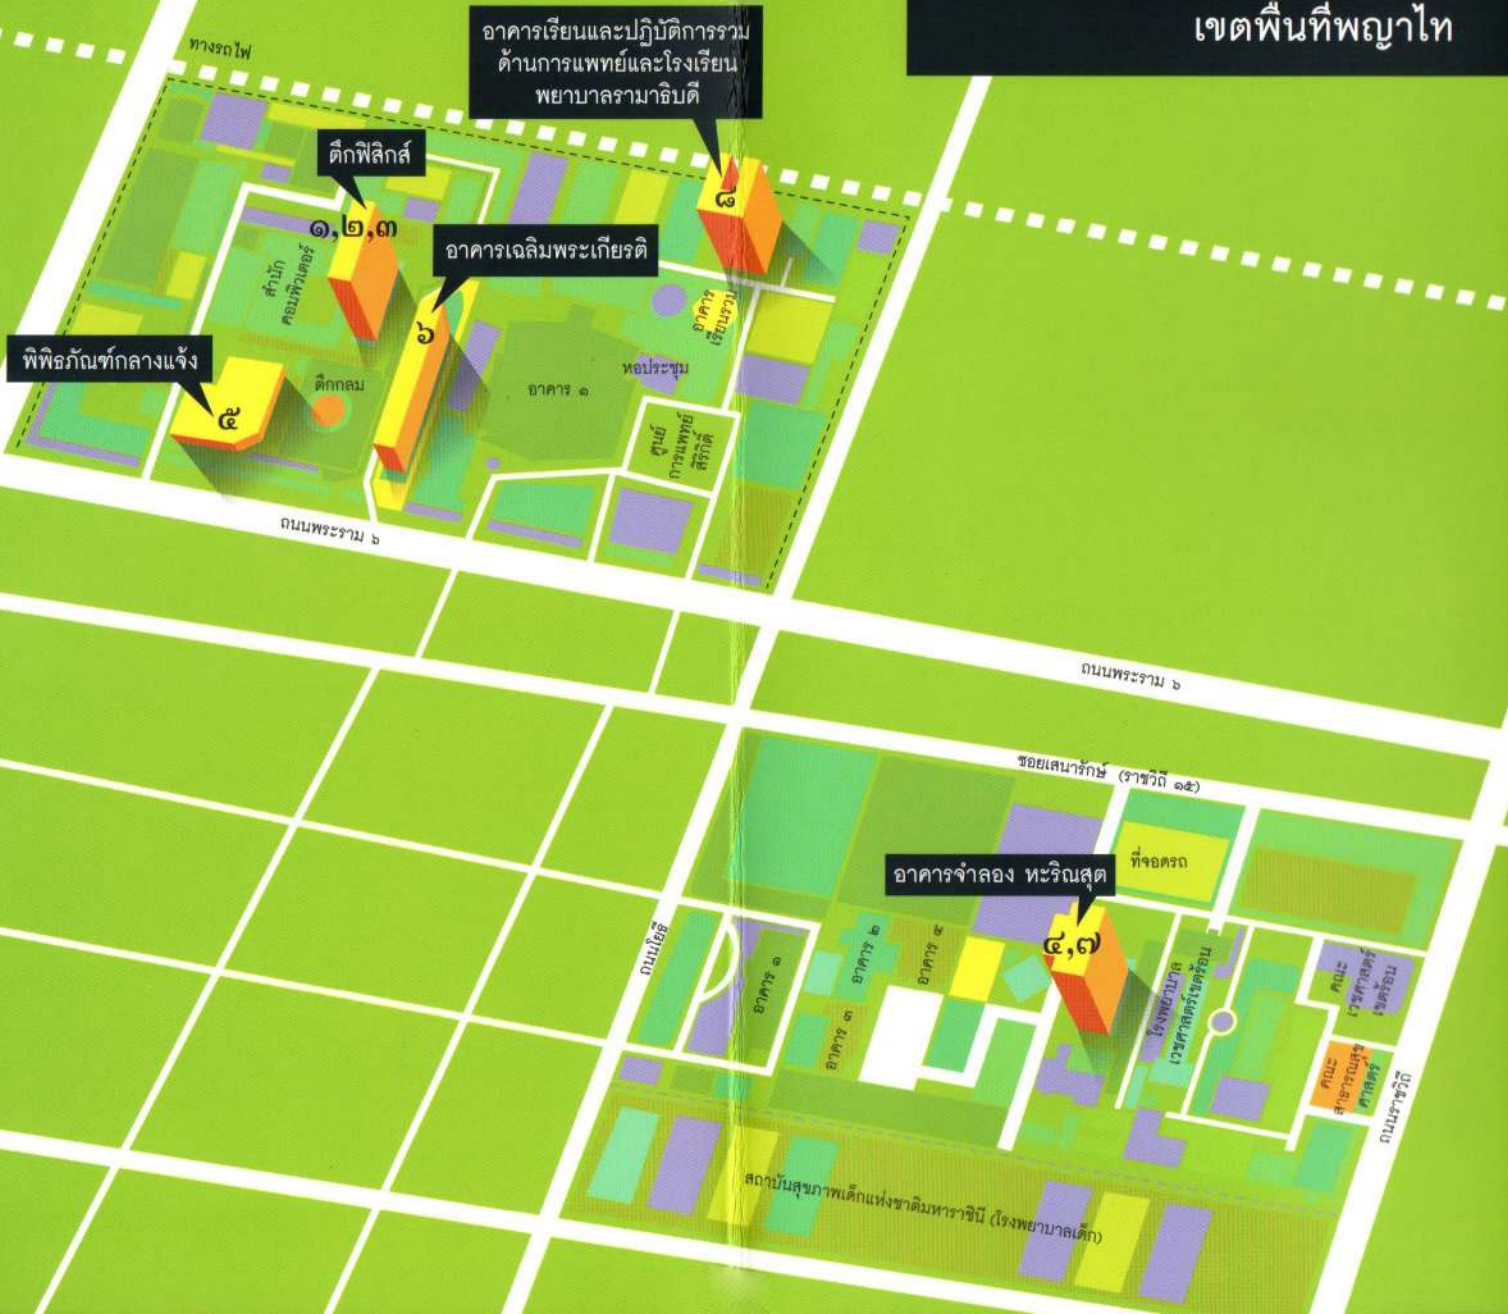 เขตพื้นที่พญาไท
อาคารเรียนและปฏิบัติการรวม
ด้านการแพทย์และโรงเรียน
พยาบาลรามาธิบดี
ทางรถไฟ
ตึกฟิสิกส์
๘
๑,๒,๓
อาคารเฉลิมพระเกียรติ
สำนัก
คอมพิวเตอร์
อาคาร
เรียนรวม
๖
พิพิธภัณฑ์กลางแจ้ง
หอประชุม
ตึกกลม
อาคาร ๑
๕
ศูนย์
การแพทย์
สิริกิติ์
ถนนพระราม ๖
ถนนพระราม ๖
ซอยเสนารักษ์ (ราชวิถี ๑๕)
ที่จอดรถ
อาคารจำลอง หะริณสุต
๔,๗
ถนนโยธี
อาคาร ๑
อาคาร ๒
อาคาร ๔
อาคาร ๓
โรงพยาบาล
เวชศาสตร์เขตร้อน
คณะ
เวชศาสตร์
เขตร้อน
คณะ
สาธารณสุข
ศาสตร์
ถนนราชวิถี
สถาบันสุขภาพเด็กแห่งชาติมหาราชินี (โรงพยาบาลเด็ก)